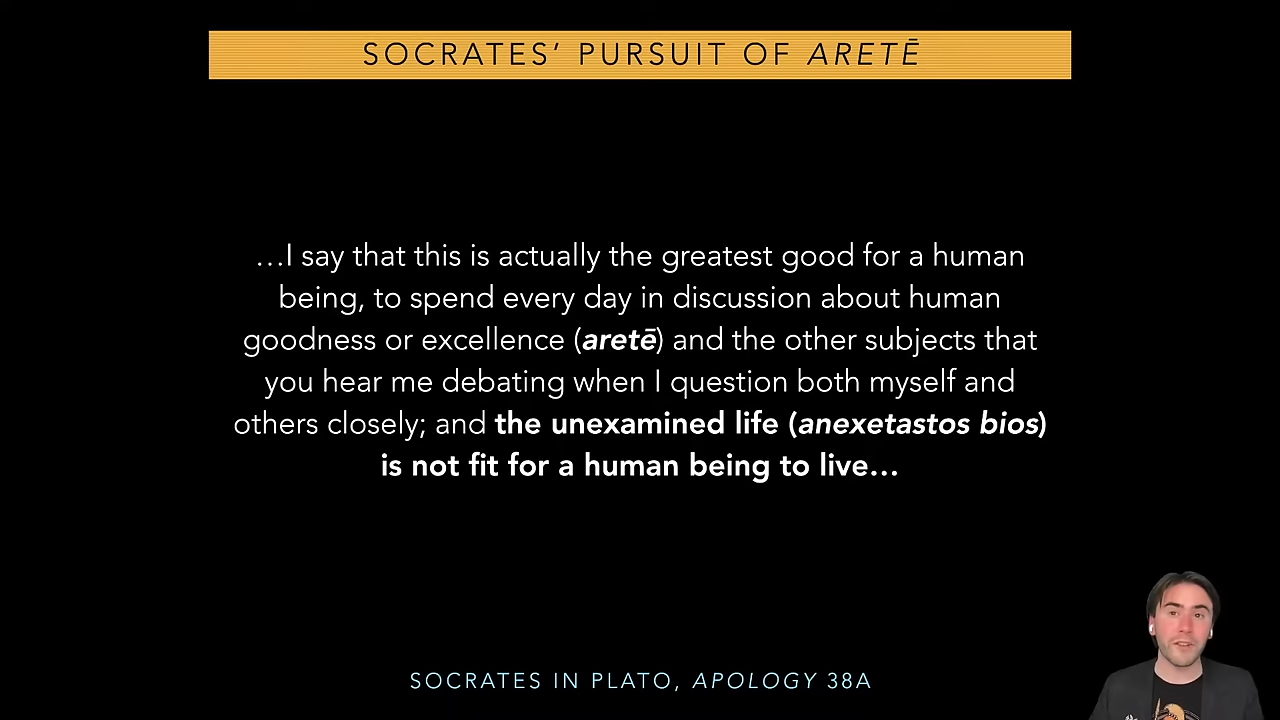 SOCRATES’ PURSUIT OF ARETĒ
…I say that this is actually the greatest good for a human
being, to spend every day in discussion about human
goodness or excellence (aretē) and the other subjects that
you hear me debating when I question both myself and
others closely; and the unexamined life (anexetastos bios)
is not fit for a human being to live…
SOCRATES IN PLATO, APOLOGY 38A